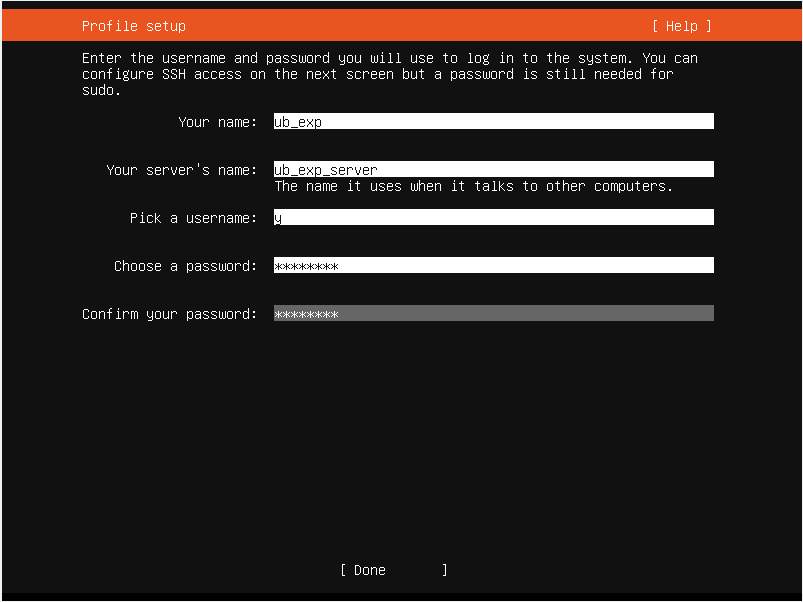 Profile setup [ Help ]
Enter the username and password you will use to log in to the system. You can
configure SSH access on the next screen but a password is still needed for
sudo.
Your name: ub_exp
Your server's name: ub_exp_server
The name it uses when it talks to other computers.
Pick a username: y
Choose a password: ********
Confirm your password: ********
[ Done ]